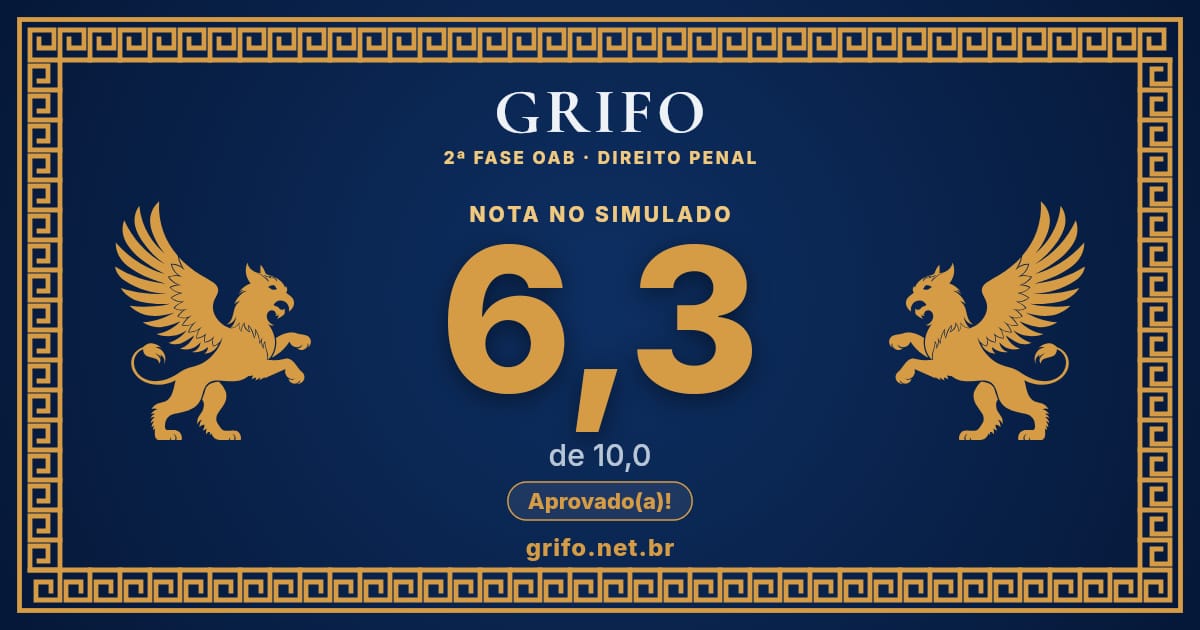 GRIFO
2ª FASE OAB · DIREITO PENAL
NOTA NO SIMULADO
6,3
de 10,0
Aprovado(a)!
grifo.net.br